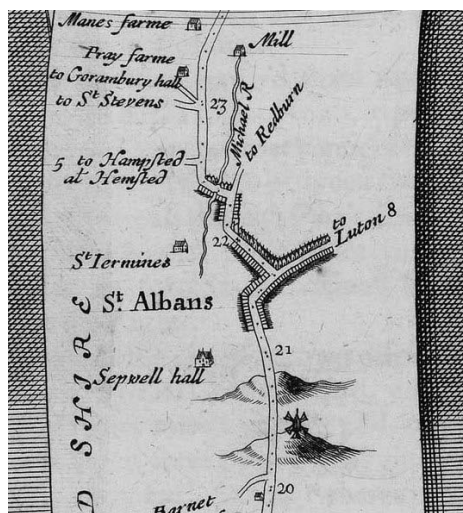 Manes farme
Mill
Pray farme
to Gorambury hall
to St. Stevens
23
Michael R
to Redburn
5 to Hampsted
al Hemsted
to
Luton 8
22
St Iermines
St. Albans
21
Sepwell hall
D SHIRE
20
Barnet